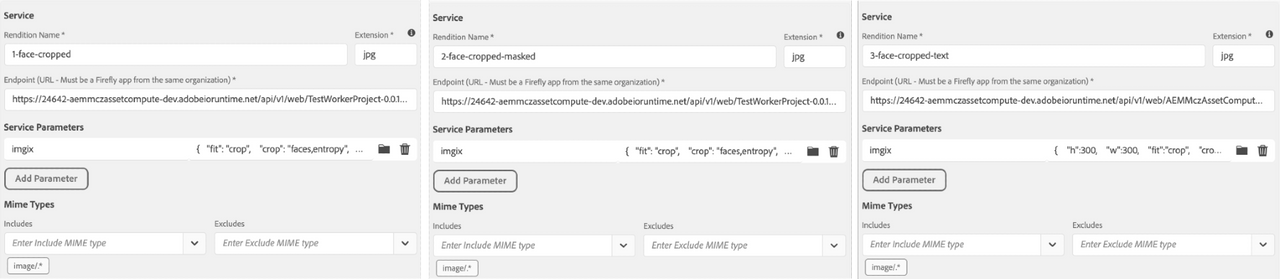 Service
Rendition Name *
Extension *
1-face-cropped
jpg
Endpoint (URL - Must be a Firefly app from the same organization) *
https://24642-aemmczassetcompute-dev.adobeioruntime.net/api/v1/web/TestWorkerProject-0.0.1...
Service Parameters
imgix
{ "fit": "crop", "crop": "faces,entropy", ...
Add Parameter
Mime Types
Includes
Excludes
Enter Include MIME type
Enter Exclude MIME type
image/.*
Service
Rendition Name *
Extension *
2-face-cropped-masked
jpg
Endpoint (URL - Must be a Firefly app from the same organization) *
https://24642-aemmczassetcompute-dev.adobeioruntime.net/api/v1/web/TestWorkerProject-0.0.1...
Service Parameters
imgix
{ "fit": "crop", "crop": "faces,entropy", ...
Add Parameter
Mime Types
Includes
Excludes
Enter Include MIME type
Enter Exclude MIME type
image/.*
Service
Rendition Name *
Extension *
3-face-cropped-text
jpg
Endpoint (URL - Must be a Firefly app from the same organization) *
https://24642-aemmczassetcompute-dev.adobeioruntime.net/api/v1/web/AEMMczAssetComput...
Service Parameters
imgix
{ "h":300, "w":300, "fit":"crop", "cro...
Add Parameter
Mime Types
Includes
Excludes
Enter Include MIME type
Enter Exclude MIME type
image/.*